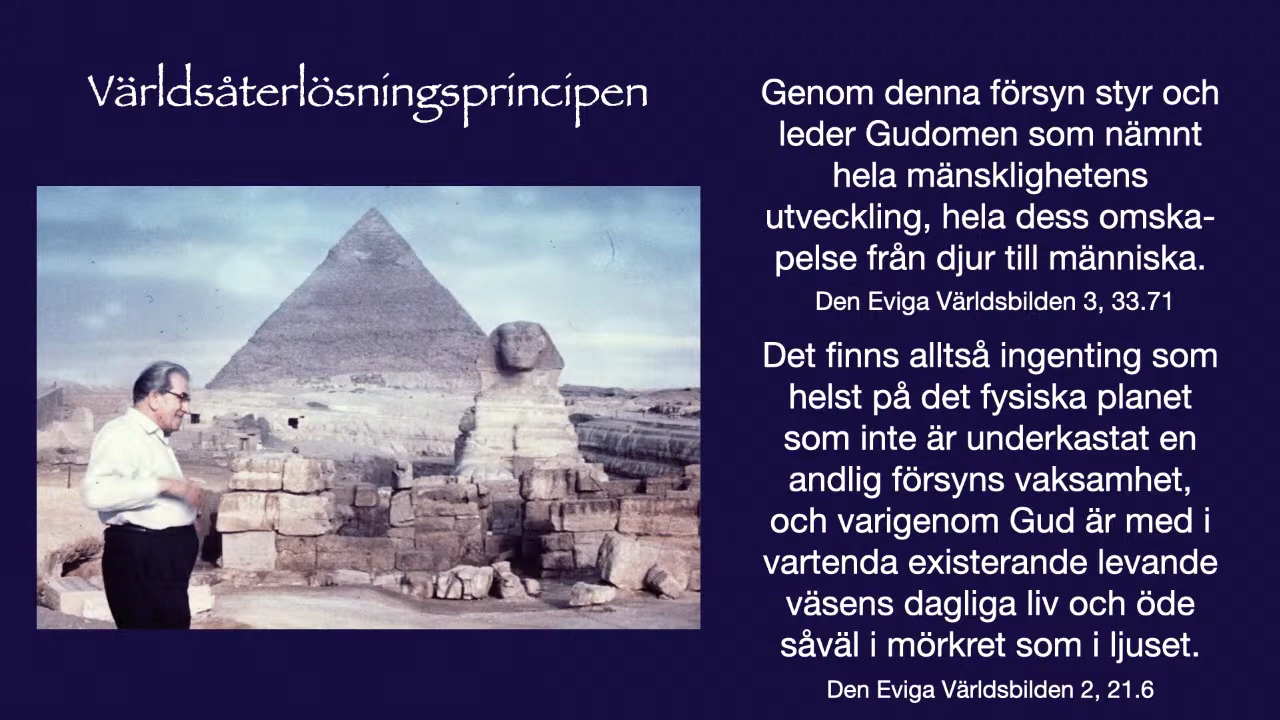 Världsåterlösningsprincipen
Genom denna försyn styr och
leder Gudomen som nämnt
hela mänsklighetens
utveckling, hela dess omska-
pelse från djur till människa.
Den Eviga Världsbilden 3, 33.71
Det finns alltså ingenting som
helst på det fysiska planet
som inte är underkastat en
andlig försyns vaksamhet,
och varigenom Gud är med i
vartenda existerande levande
väsens dagliga liv och öde
såväl i mörkret som i ljuset.
Den Eviga Världsbilden 2, 21.6